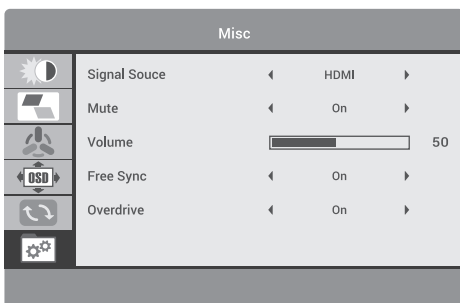 Misc
Signal Souce HDMI
Mute On
Volume 50
OSD
Free Sync On
Overdrive On